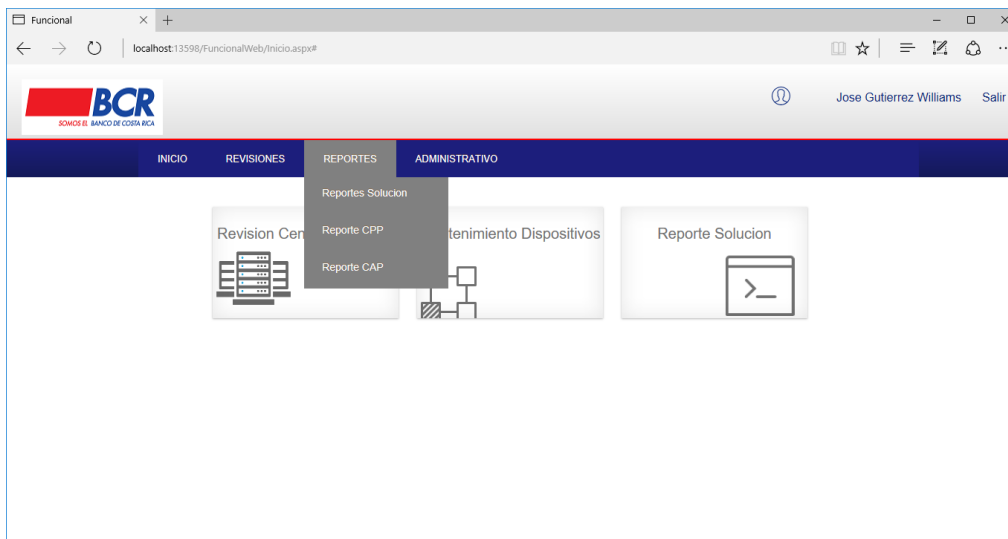 Funcional
localhost:13598/FuncionalWeb/Inicio.aspx#
BCR
SOMOS EL BANCO DE COSTA RICA
Jose Gutierrez Williams Salir
INICIO REVISIONES REPORTES ADMINISTRATIVO
Reportes Solucion
Reporte CPP
Reporte CAP
Revision Cen
tenimiento Dispositivos
Reporte Solucion